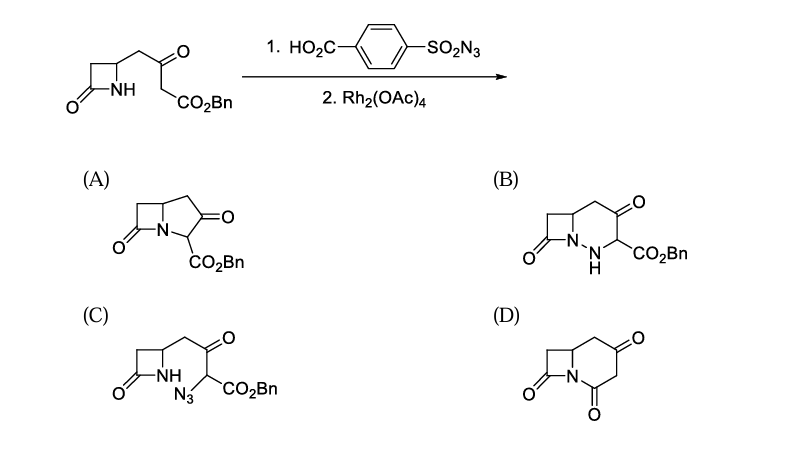 1. HO₂C SO₂N₃
2. Rh₂(OAc)₄
O
NH
O
CO₂Bn
(A)
(B)
O
N
O
CO₂Bn
O
N
N
H
O
CO₂Bn
(C)
(D)
O
NH
O
N₃
CO₂Bn
O
N
O
O